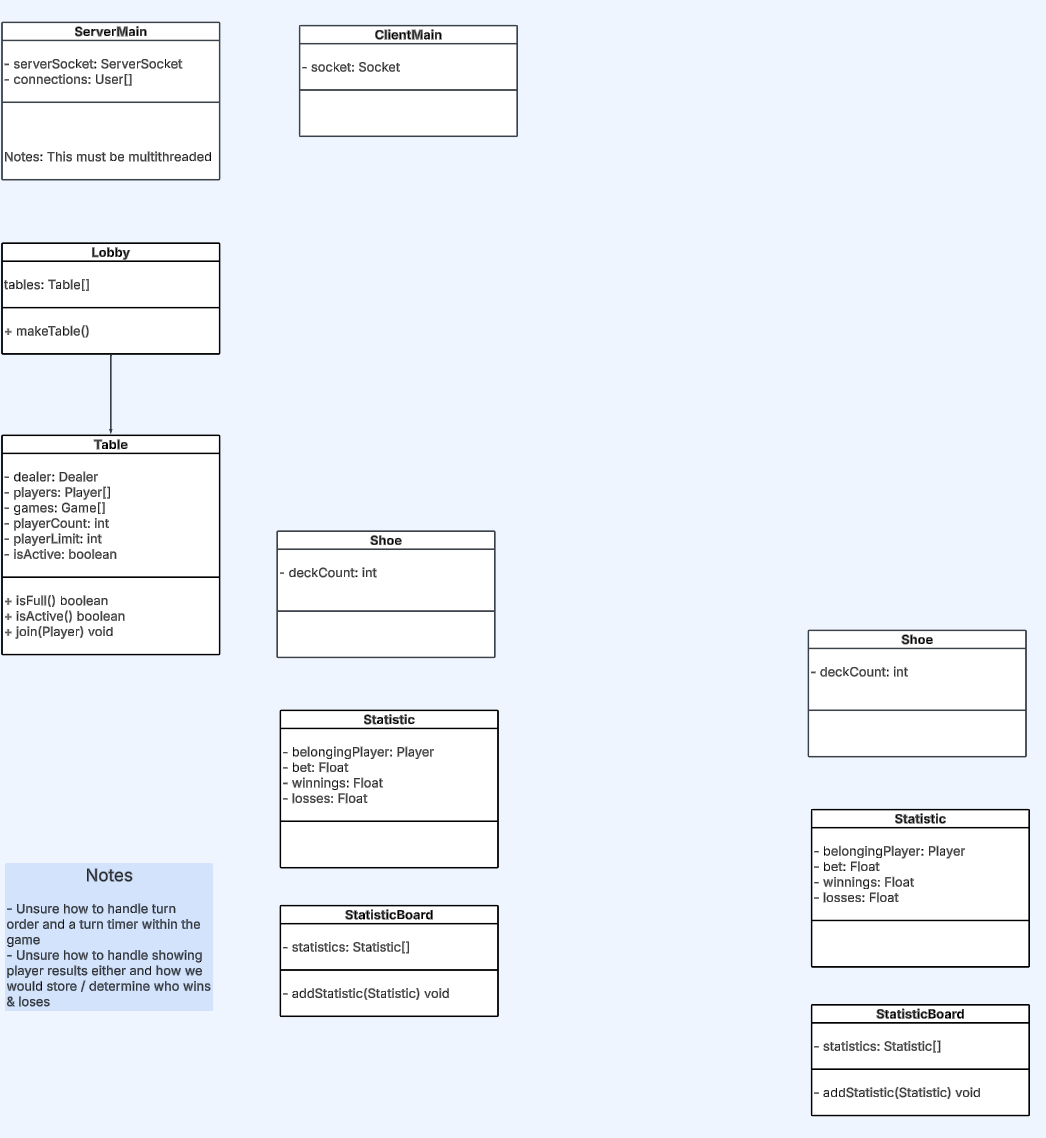 ServerMain
- serverSocket: ServerSocket
- connections: User[]
Notes: This must be multithreaded
ClientMain
- socket: Socket
Lobby
tables: Table[]
+ makeTable()
Table
- dealer: Dealer
- players: Player[]
- games: Game[]
- playerCount: int
- playerLimit: int
- isActive: boolean
+ isFull() boolean
+ isActive() boolean
+ join(Player) void
Shoe
- deckCount: int
Statistic
- belongingPlayer: Player
- bet: Float
- winnings: Float
- losses: Float
StatisticBoard
- statistics: Statistic[]
- addStatistic(Statistic) void
Notes
- Unsure how to handle turn
order and a turn timer within the
game
- Unsure how to handle showing
player results either and how we
would store / determine who wins
& loses
Shoe
- deckCount: int
Statistic
- belongingPlayer: Player
- bet: Float
- winnings: Float
- losses: Float
StatisticBoard
- statistics: Statistic[]
- addStatistic(Statistic) void